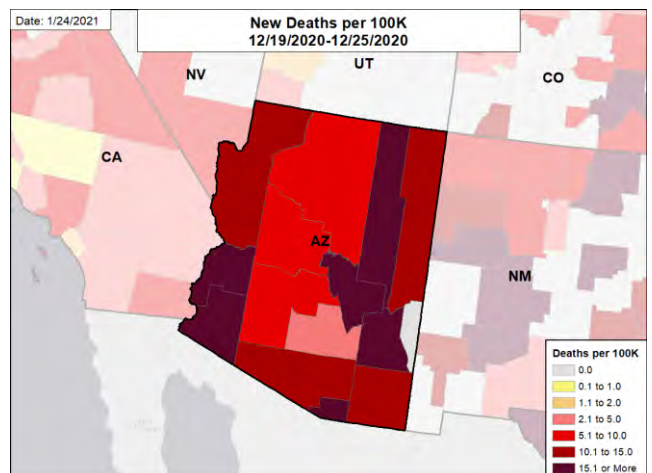 Date: 1/24/2021
New Deaths per 100K
12/19/2020-12/25/2020
NV
UT
CO
CA
AZ
NM
Deaths per 100K
0.0
0.1 to 1.0
1.1 to 2.0
2.1 to 5.0
5.1 to 10.0
10.1 to 15.0
15.1 or More